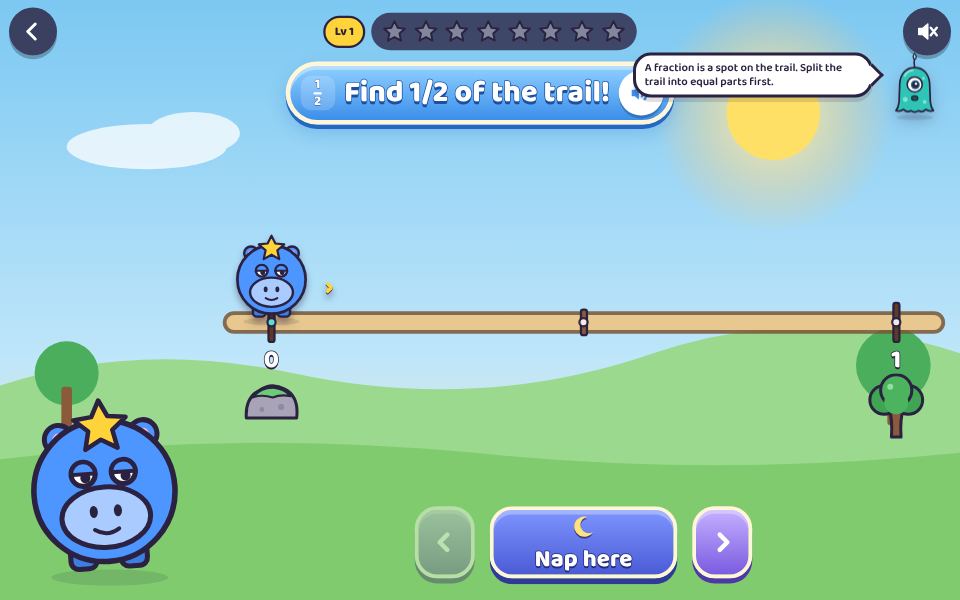 Lv 1
1
2
Find 1/2 of the trail!
A fraction is a spot on the trail. Split the
trail into equal parts first.
0
1
Nap here